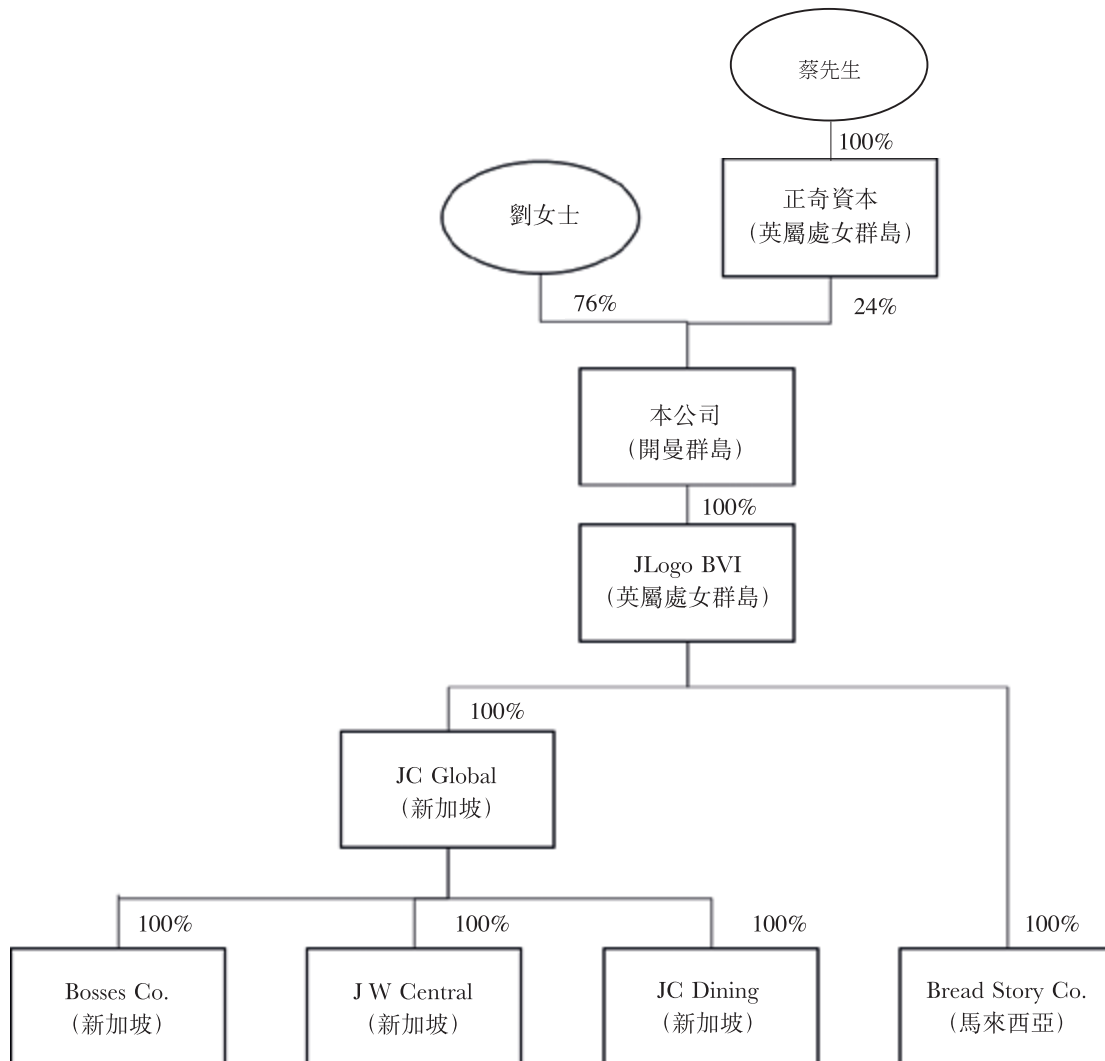 蔡先生
100%
正奇資本
（英屬處女群島）
劉女士
76%
24%
本公司
（開曼群島）
100%
JLogo BVI
（英屬處女群島）
100%
JC Global
（新加坡）
100%
100%
100%
100%
Bosses Co.
（新加坡）
J W Central
（新加坡）
JC Dining
（新加坡）
Bread Story Co.
（馬來西亞）